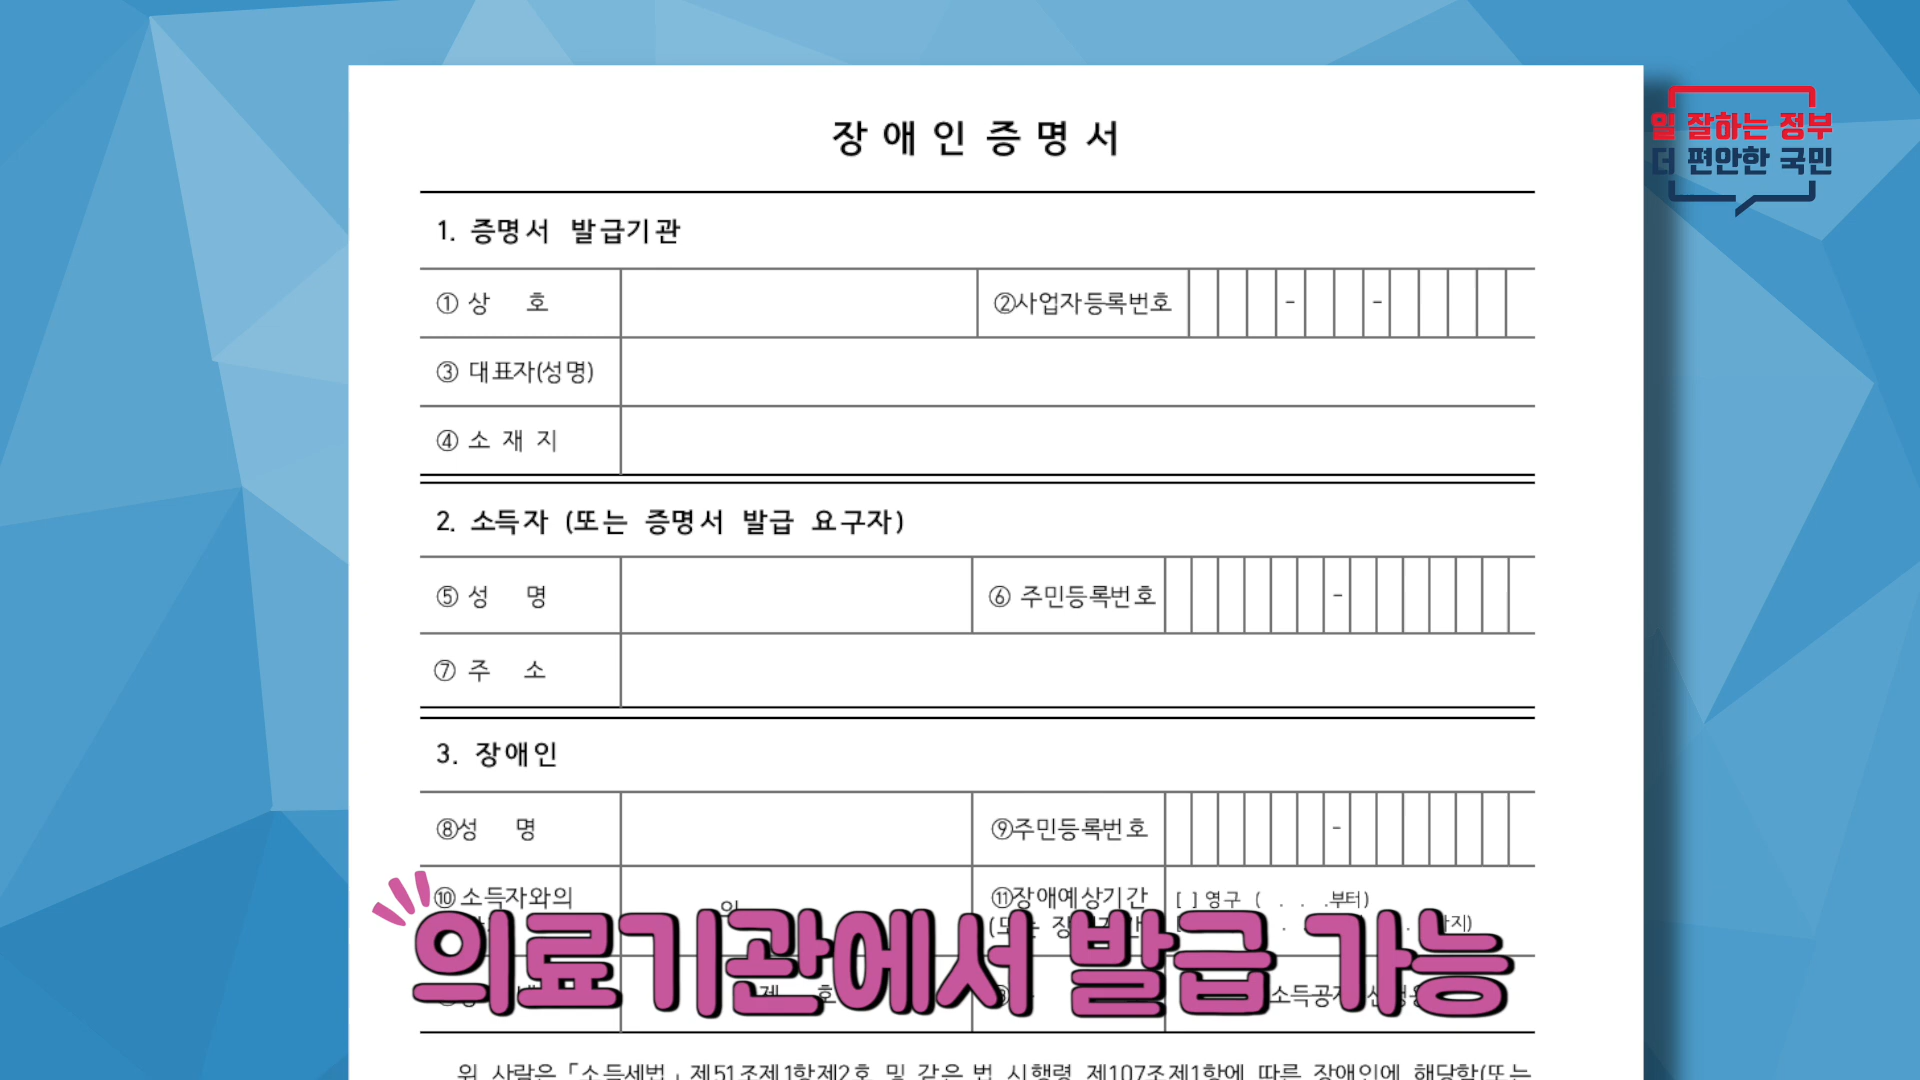 장애인증명서
일 잘하는 정부
더 편안한 국민
1. 증명서 발급기관
① 상 호
②사업자등록번호
- -
③ 대표자(성명)
④ 소 재 지
2. 소득자 (또는 증명서 발급 요구자)
⑤ 성 명
⑥ 주민등록번호
-
⑦ 주 소
3. 장애인
⑧성 명
⑨주민등록번호
-
⑩ 소득자와의
의
⑪장애예상기간
[ ] 영구 ( . . .부터)
의료기관에서 발급 가능
제 호
위 사람은「소득세법」제51조제1항제2호 및 같은 법 시행령 제107조제1항에 따른 장애인에 해당함(또는